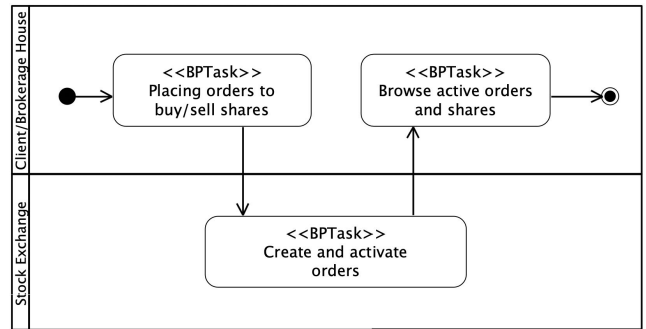 Client/Brokerage House
<<BPTask>>
Placing orders to
buy/sell shares
<<BPTask>>
Browse active orders
and shares
Stock Exchange
<<BPTask>>
Create and activate
orders